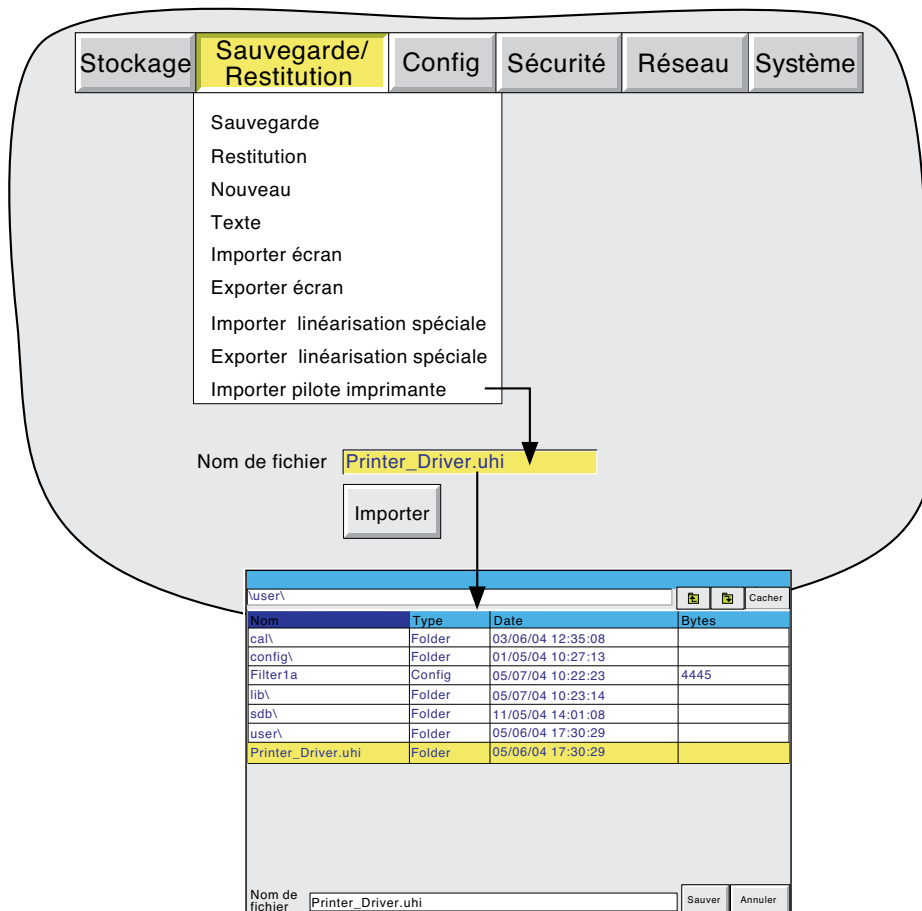 Stockage Sauvegarde/ Restitution Config Sécurité Réseau Système
Sauvegarde
Restitution
Nouveau
Texte
Importer écran
Exporter écran
Importer linéarisation spéciale
Exporter linéarisation spéciale
Importer pilote imprimante
Nom de fichier Printer_Driver.uhi
Importer
\user\ Cacher
Nom Type Date Bytes
cal\ Folder 03/06/04 12:35:08
config\ Folder 01/05/04 10:27:13
Filter1a Config 05/07/04 10:22:23 4445
lib\ Folder 05/07/04 10:23:14
sdb\ Folder 11/05/04 14:01:08
user\ Folder 05/06/04 17:30:29
Printer_Driver.uhi Folder 05/06/04 17:30:29
Nom de fichier Printer_Driver.uhi Sauver Annuler